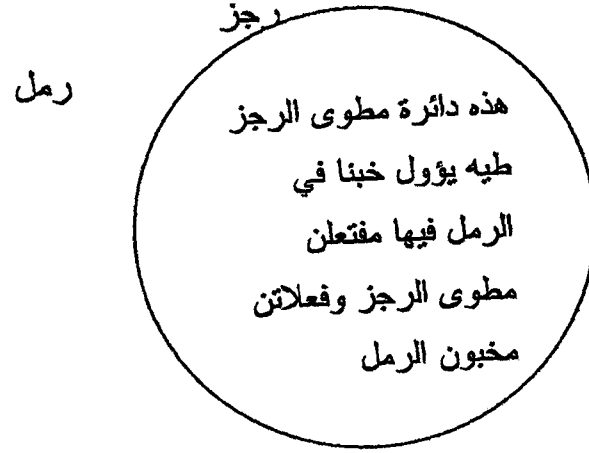 رجز
رمل
هذه دائرة مطوى الرجز
طيه يؤول خبنا في
الرمل فيها مفتعلن
مطوى الرجز وفعلاتن
مخبون الرمل